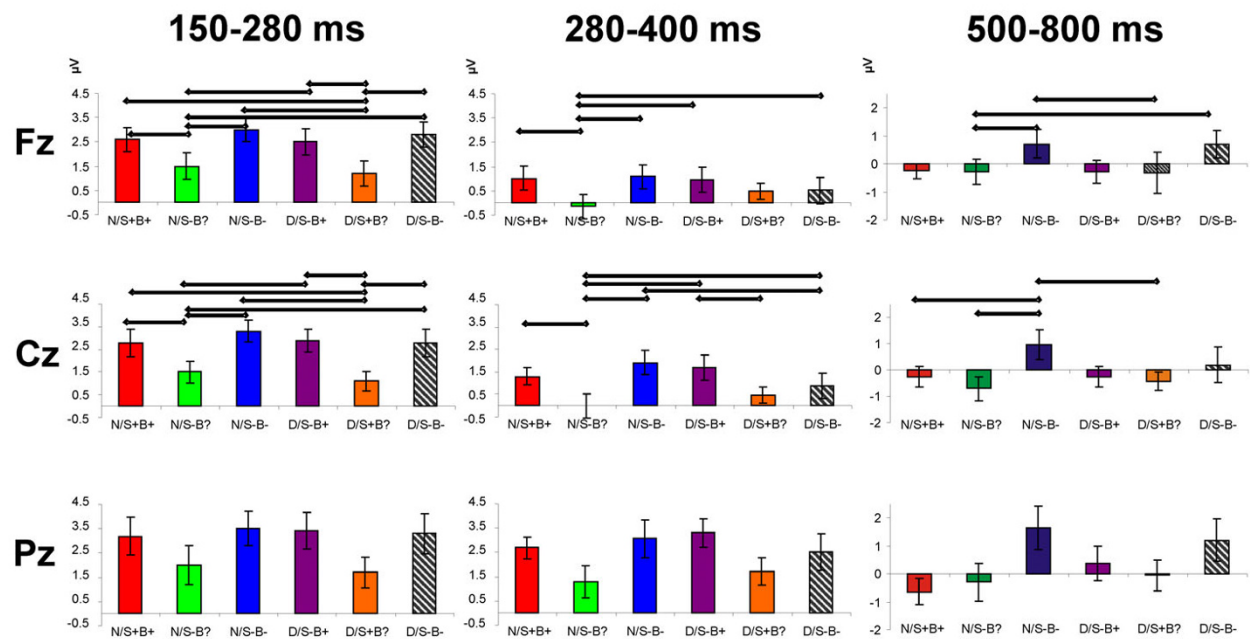 150-280 ms 280-400 ms 500-800 ms
µV µV µV
Fz
4.5 3.5 2.5 1.5 0.5 -0.5
N/S+B+ N/S-B? N/S-B- D/S-B+ D/S+B? D/S-B-
4.5 3.5 2.5 1.5 0.5 -0.5
N/S+B+ N/S-B? N/S-B- D/S-B+ D/S+B? D/S-B-
2 1 0 -1 -2
N/S+B+ N/S-B? N/S-B- D/S-B+ D/S+B? D/S-B-
Cz
4.5 3.5 2.5 1.5 0.5 -0.5
N/S+B+ N/S-B? N/S-B- D/S-B+ D/S+B? D/S-B-
4.5 3.5 2.5 1.5 0.5 -0.5
N/S+B+ N/S-B? N/S-B- D/S-B+ D/S+B? D/S-B-
2 1 0 -1 -2
N/S+B+ N/S-B? N/S-B- D/S-B+ D/S+B? D/S-B-
Pz
4.5 3.5 2.5 1.5 0.5 -0.5
N/S+B+ N/S-B? N/S-B- D/S-B+ D/S+B? D/S-B-
4.5 3.5 2.5 1.5 0.5 -0.5
N/S+B+ N/S-B? N/S-B- D/S-B+ D/S+B? D/S-B-
2 1 0 -1 -2
N/S+B+ N/S-B? N/S-B- D/S-B+ D/S+B? D/S-B-